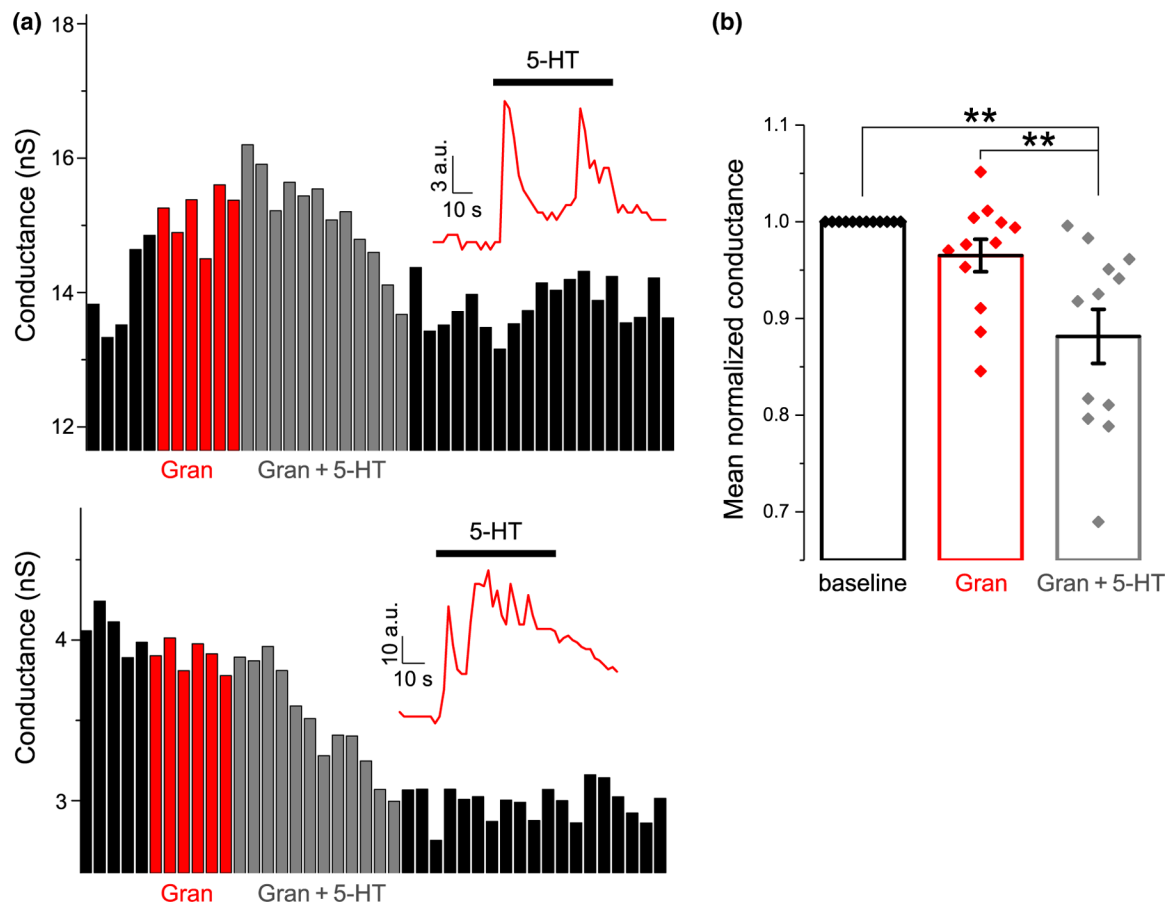 (a)
18
16
14
12
Conductance (nS)
5-HT
3 a.u.
10 s
Gran
Gran + 5-HT
4
3
Conductance (nS)
5-HT
10 a.u.
10 s
Gran
Gran + 5-HT
(b)
**
**
1.1
1.0
0.9
0.8
0.7
Mean normalized conductance
baseline
Gran
Gran + 5-HT